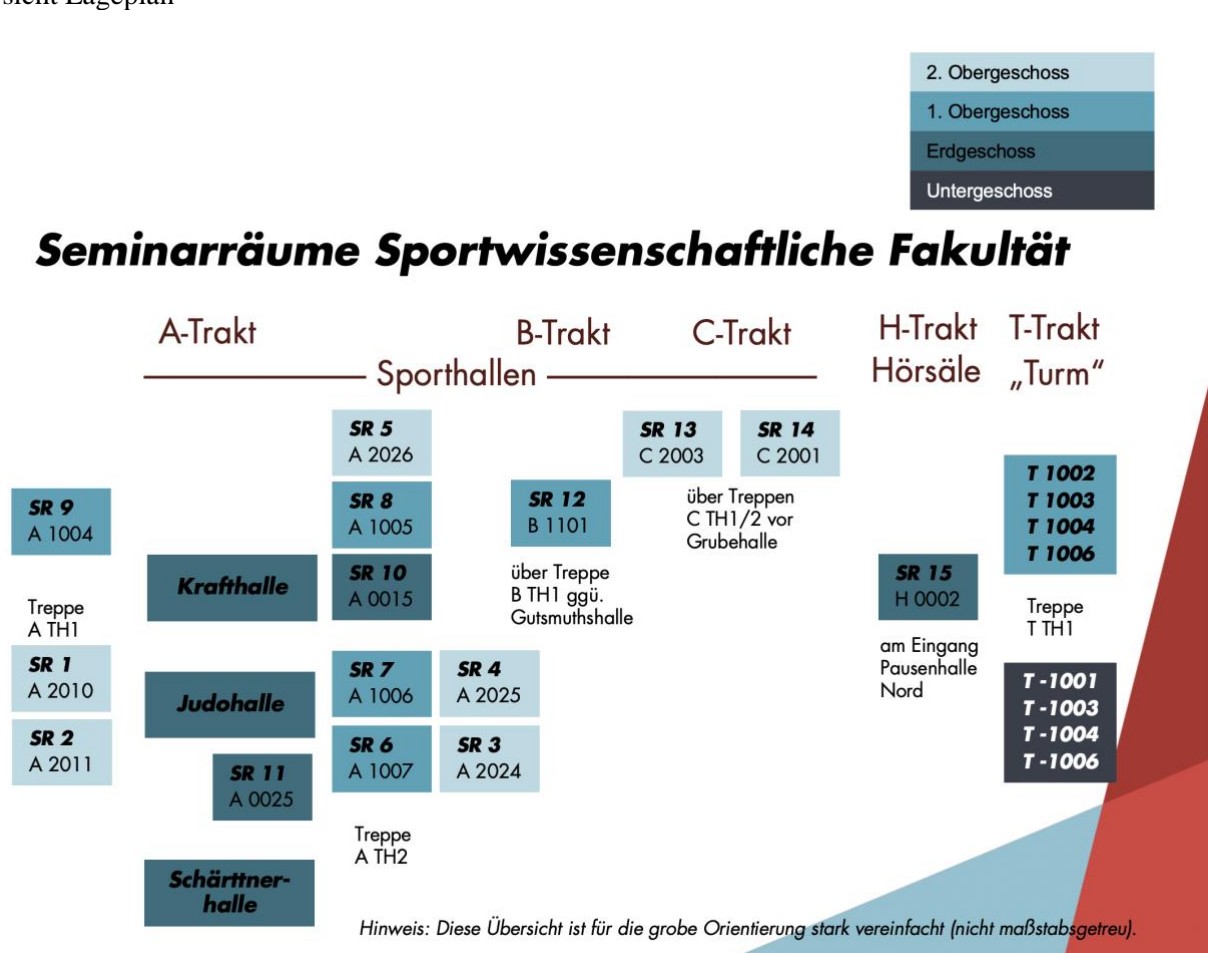 2. Obergeschoss
1. Obergeschoss
Erdgeschoss
Untergeschoss
Seminarräume Sportwissenschaftliche Fakultät
A-Trakt
B-Trakt
C-Trakt
Sporthallen
H-Trakt
Hörsäle
T-Trakt
„Turm“
SR 9
A 1004
Treppe
A TH1
SR 1
A 2010
SR 2
A 2011
Krafthalle
Judohalle
SR 11
A 0025
Schärttner-
halle
SR 5
A 2026
SR 8
A 1005
SR 10
A 0015
SR 7
A 1006
SR 4
A 2025
SR 6
A 1007
SR 3
A 2024
Treppe
A TH2
SR 12
B 1101
über Treppe
B TH1 ggü.
Gutsmuthshalle
SR 13
C 2003
SR 14
C 2001
über Treppen
C TH1/2 vor
Grubehalle
SR 15
H 0002
am Eingang
Pausenhalle
Nord
T 1002
T 1003
T 1004
T 1006
Treppe
T TH1
T -1001
T -1003
T -1004
T -1006
Hinweis: Diese Übersicht ist für die grobe Orientierung stark vereinfacht (nicht maßstabsgetreu).